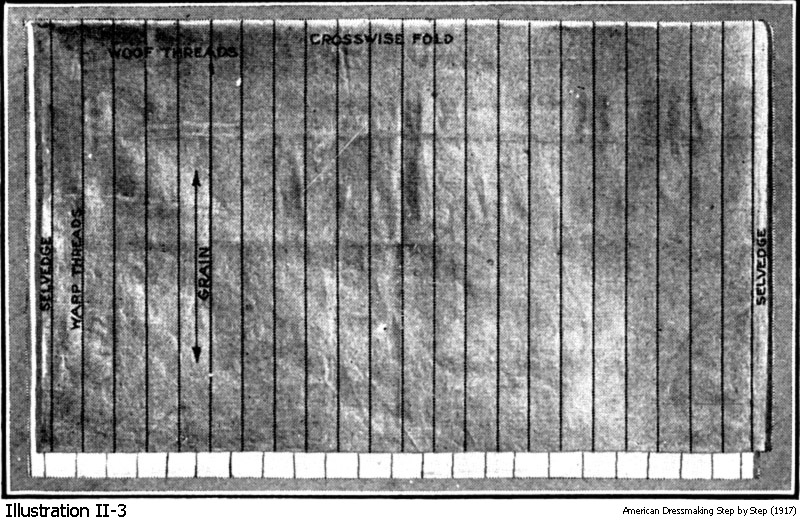 CROSSWISE FOLD
WOOF THREADS
SELVEDGE
WARP THREADS
GRAIN
SELVEDGE
Illustration II-3
American Dressmaking Step by Step (1917)